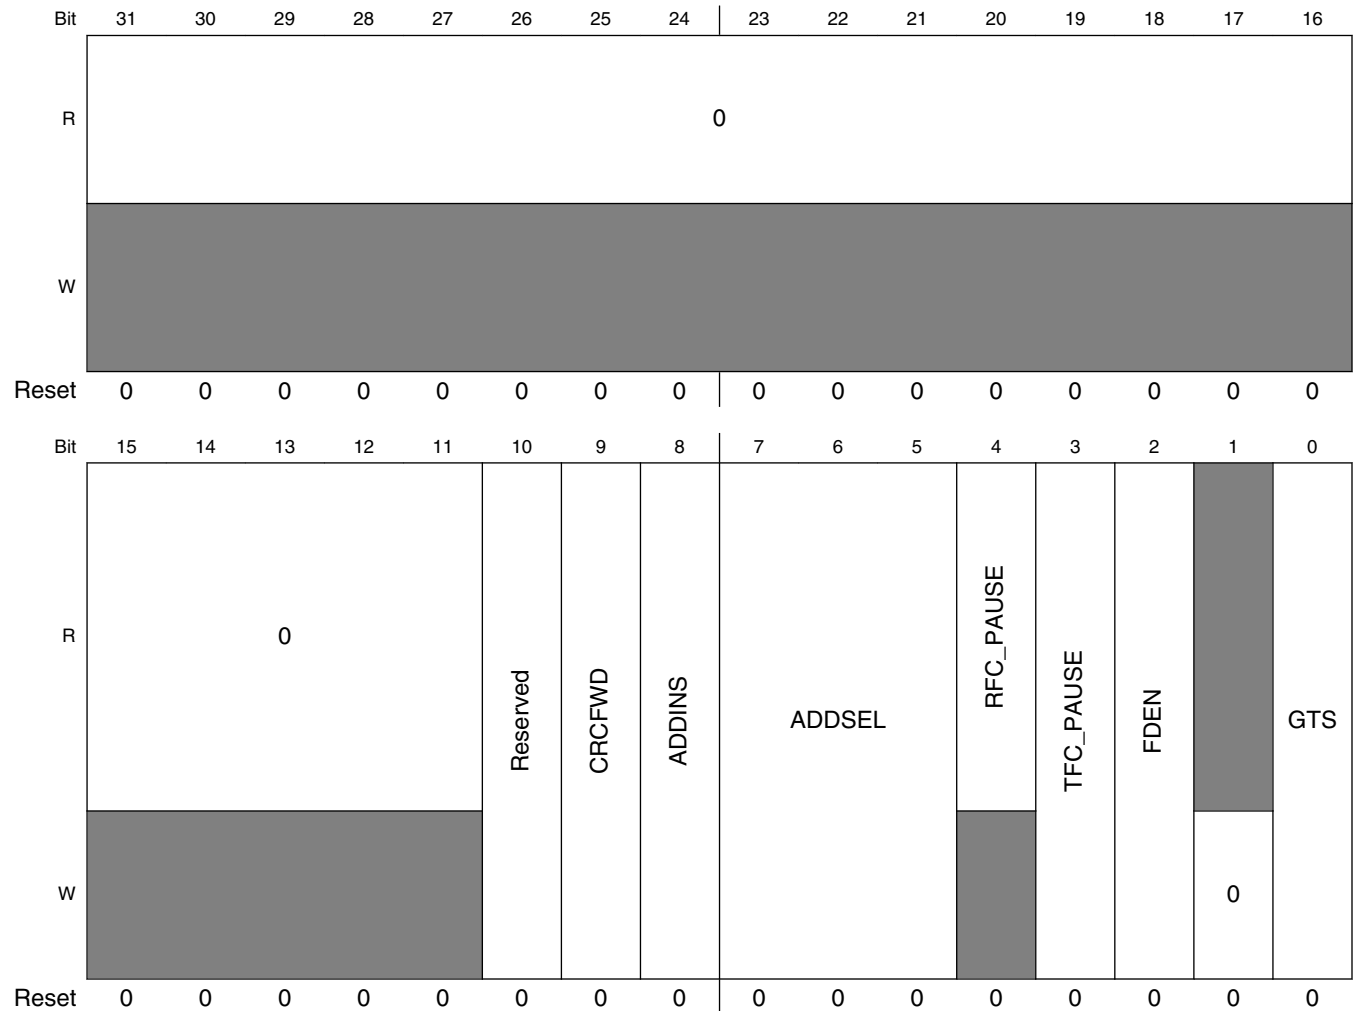 Bit 31 30 29 28 27 26 25 24 23 22 21 20 19 18 17 16
R 0
W
Reset 0 0 0 0 0 0 0 0 0 0 0 0 0 0 0 0
Bit 15 14 13 12 11 10 9 8 7 6 5 4 3 2 1 0
R 0 Reserved CRCFWD ADDINS ADDSEL RFC_PAUSE TFC_PAUSE FDEN GTS
W 0
Reset 0 0 0 0 0 0 0 0 0 0 0 0 0 0 0 0